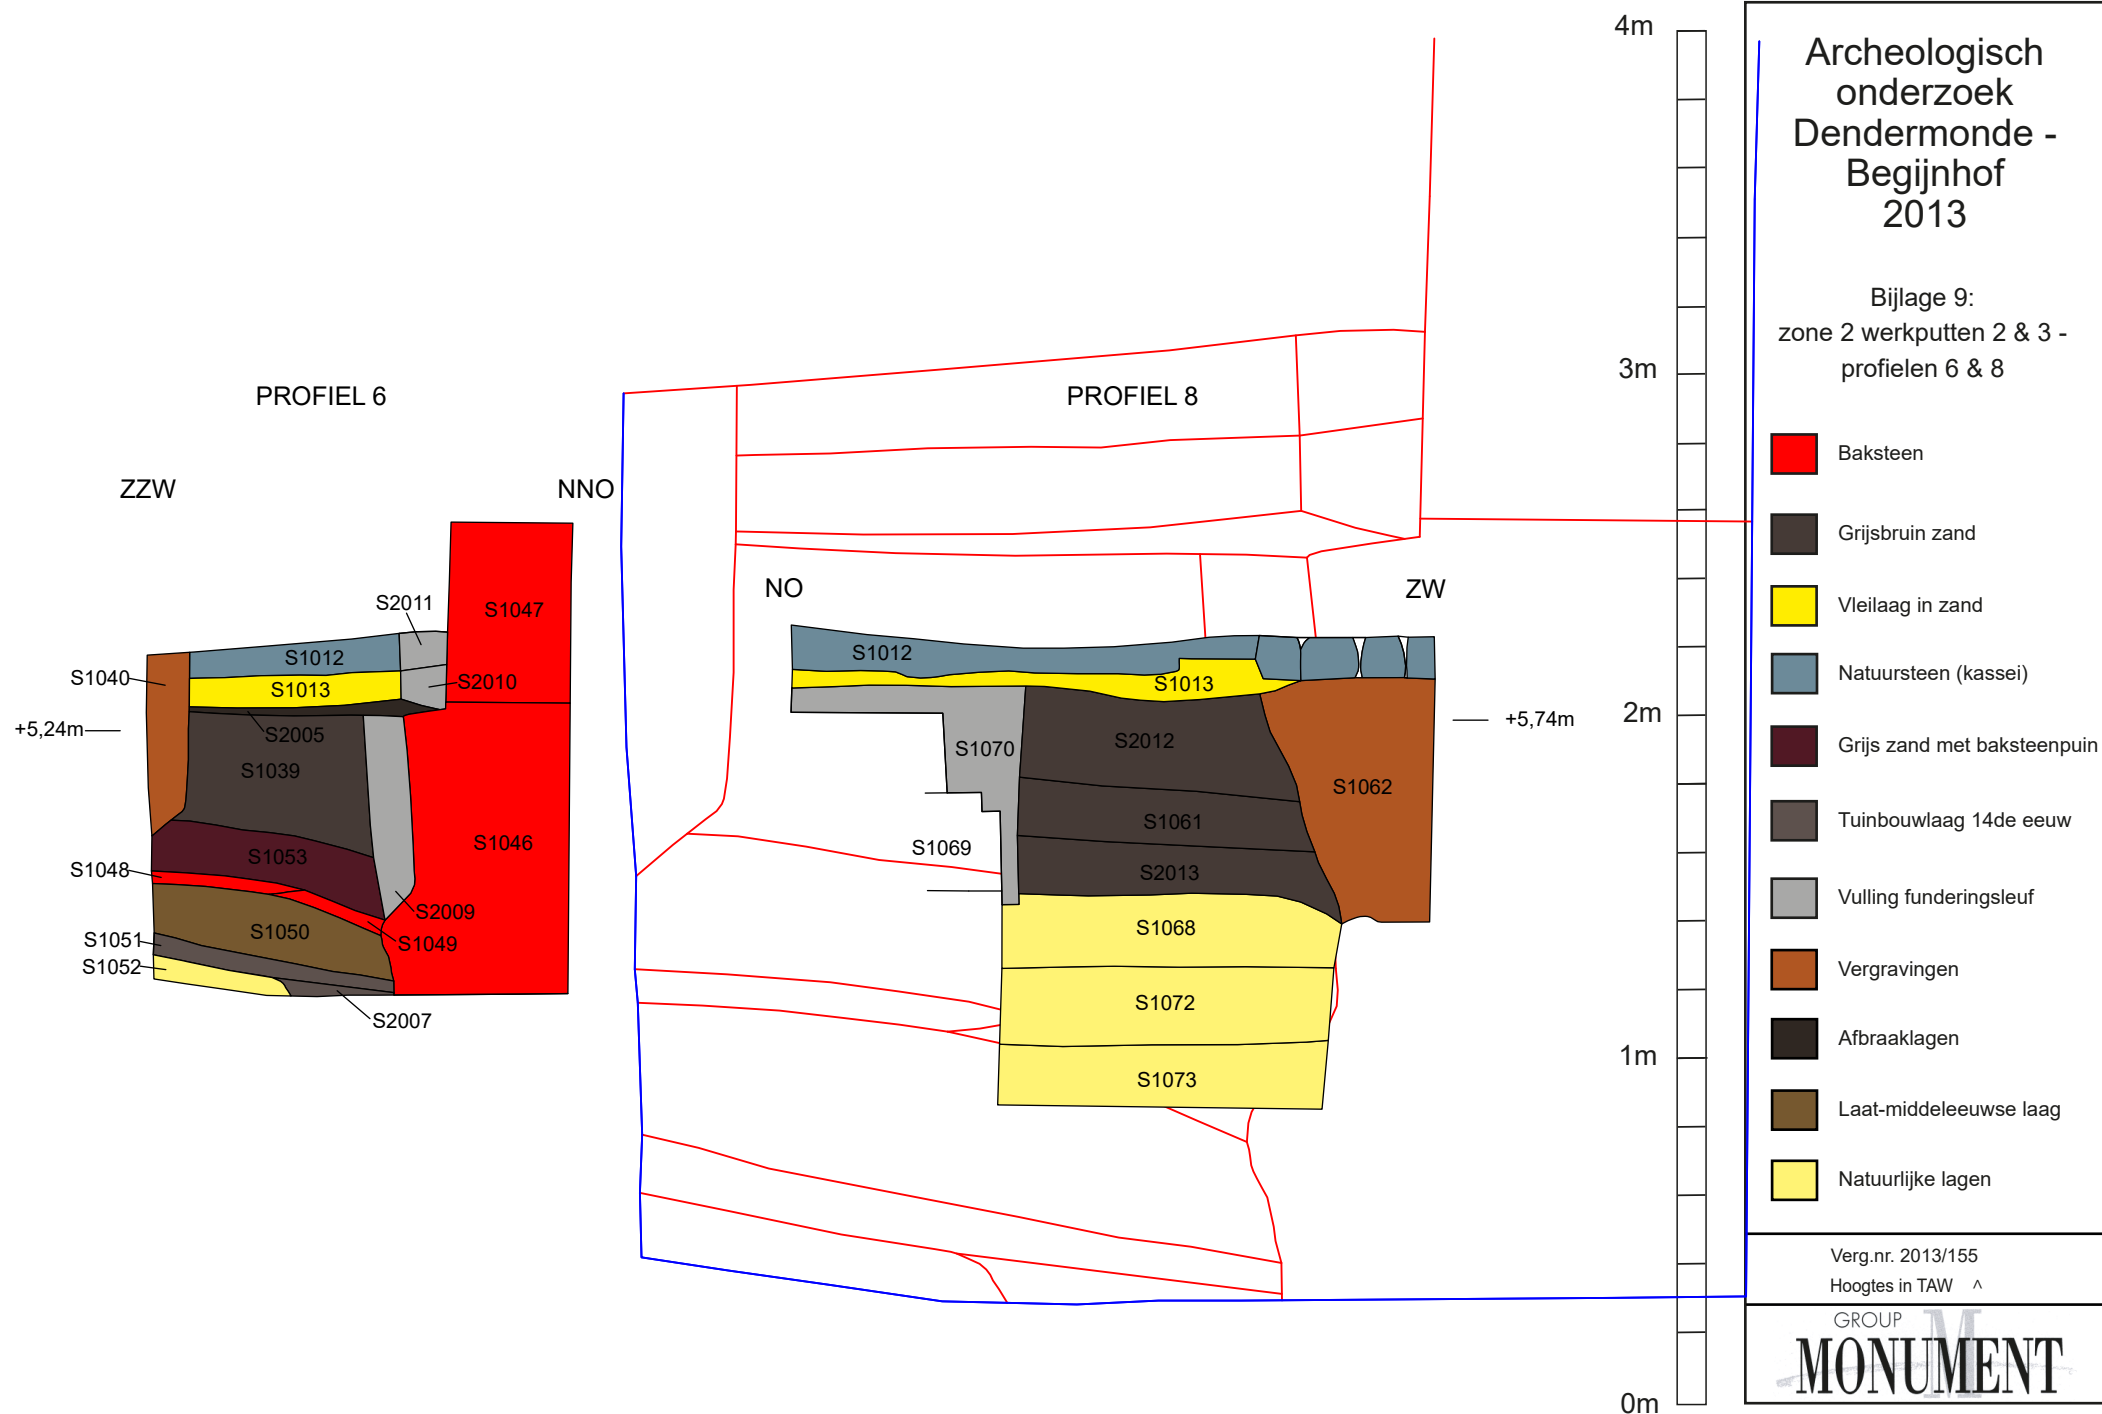 PROFIEL 6
ZZW
NNO
S2011
S1047
S1012
S1040
S1013
S2010
+5,24m
S2005
S1039
S1046
S1053
S1048
S2009
S1050
S1049
S1051
S1052
S2007
PROFIEL 8
NO
ZW
S1012
S1013
+5,74m
S2012
S1070
S1062
S1061
S1069
S2013
S1068
S1072
S1073
4m
3m
2m
1m
0m
Archeologisch
onderzoek
Dendermonde -
Begijnhof
2013
Bijlage 9:
zone 2 werkputten 2 & 3 -
profielen 6 & 8
Baksteen
Grijsbruin zand
Vleilaag in zand
Natuursteen (kassei)
Grijs zand met baksteenpuin
Tuinbouwlaag 14de eeuw
Vulling funderingsleuf
Vergravingen
Afbraaklagen
Laat-middeleeuwse laag
Natuurlijke lagen
Verg.nr. 2013/155
Hoogtes in TAW ^
GROUP
M
MONUMENT